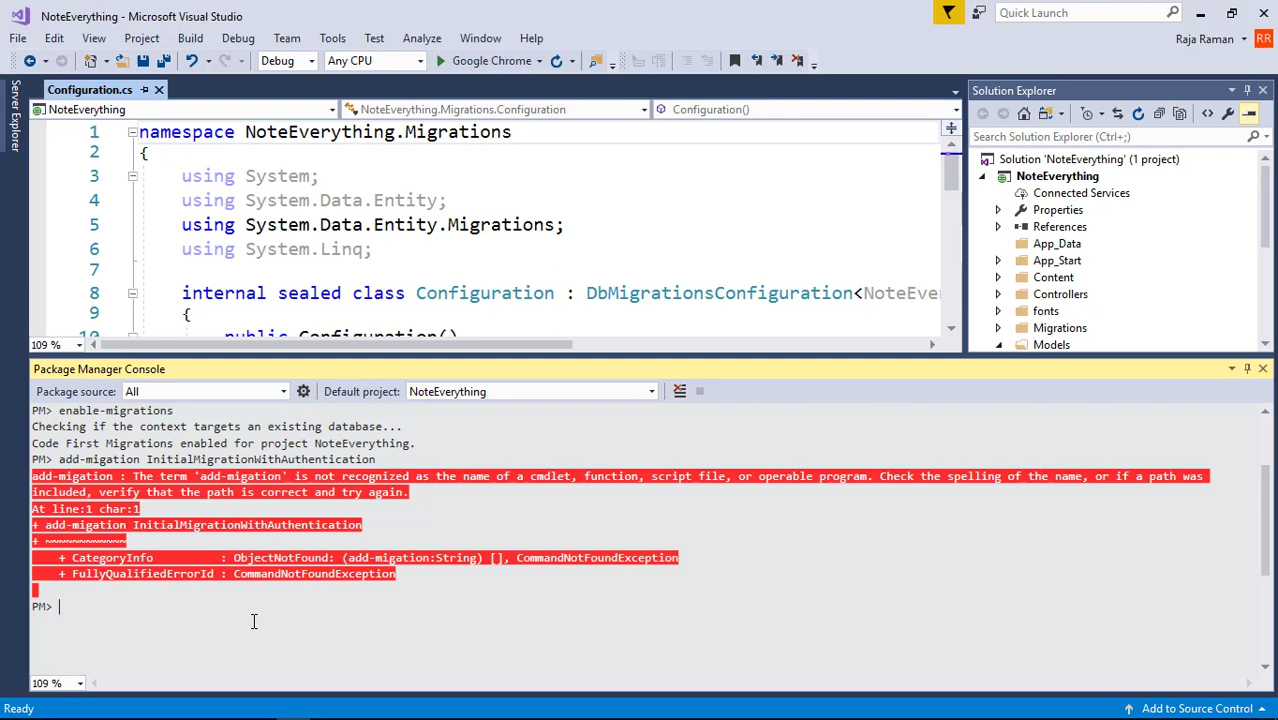 NoteEverything - Microsoft Visual Studio
Quick Launch
File Edit View Project Build Debug Team Tools Test Analyze Window Help
Raja Raman RR
Debug Any CPU Google Chrome
Server Explorer
Configuration.cs
NoteEverything NoteEverything.Migrations.Configuration Configuration()
1 namespace NoteEverything.Migrations
2 {
3 using System;
4 using System.Data.Entity;
5 using System.Data.Entity.Migrations;
6 using System.Linq;
7
8 internal sealed class Configuration : DbMigrationsConfiguration<NoteEver
9 {
10 public Configuration()
109 %
Solution Explorer
Search Solution Explorer (Ctrl+;)
Solution 'NoteEverything' (1 project)
NoteEverything
Connected Services
Properties
References
App_Data
App_Start
Content
Controllers
fonts
Migrations
Models
Package Manager Console
Package source: All Default project: NoteEverything
PM> enable-migrations
Checking if the context targets an existing database...
Code First Migrations enabled for project NoteEverything.
PM> add-migation InitialMigrationWithAuthentication
add-migation : The term 'add-migation' is not recognized as the name of a cmdlet, function, script file, or operable program. Check the spelling of the name, or if a path was
included, verify that the path is correct and try again.
At line:1 char:1
+ add-migation InitialMigrationWithAuthentication
+ ~~~~~~~~~~~~
+ CategoryInfo : ObjectNotFound: (add-migation:String) [], CommandNotFoundException
+ FullyQualifiedErrorId : CommandNotFoundException
PM>
109 %
Ready
Add to Source Control